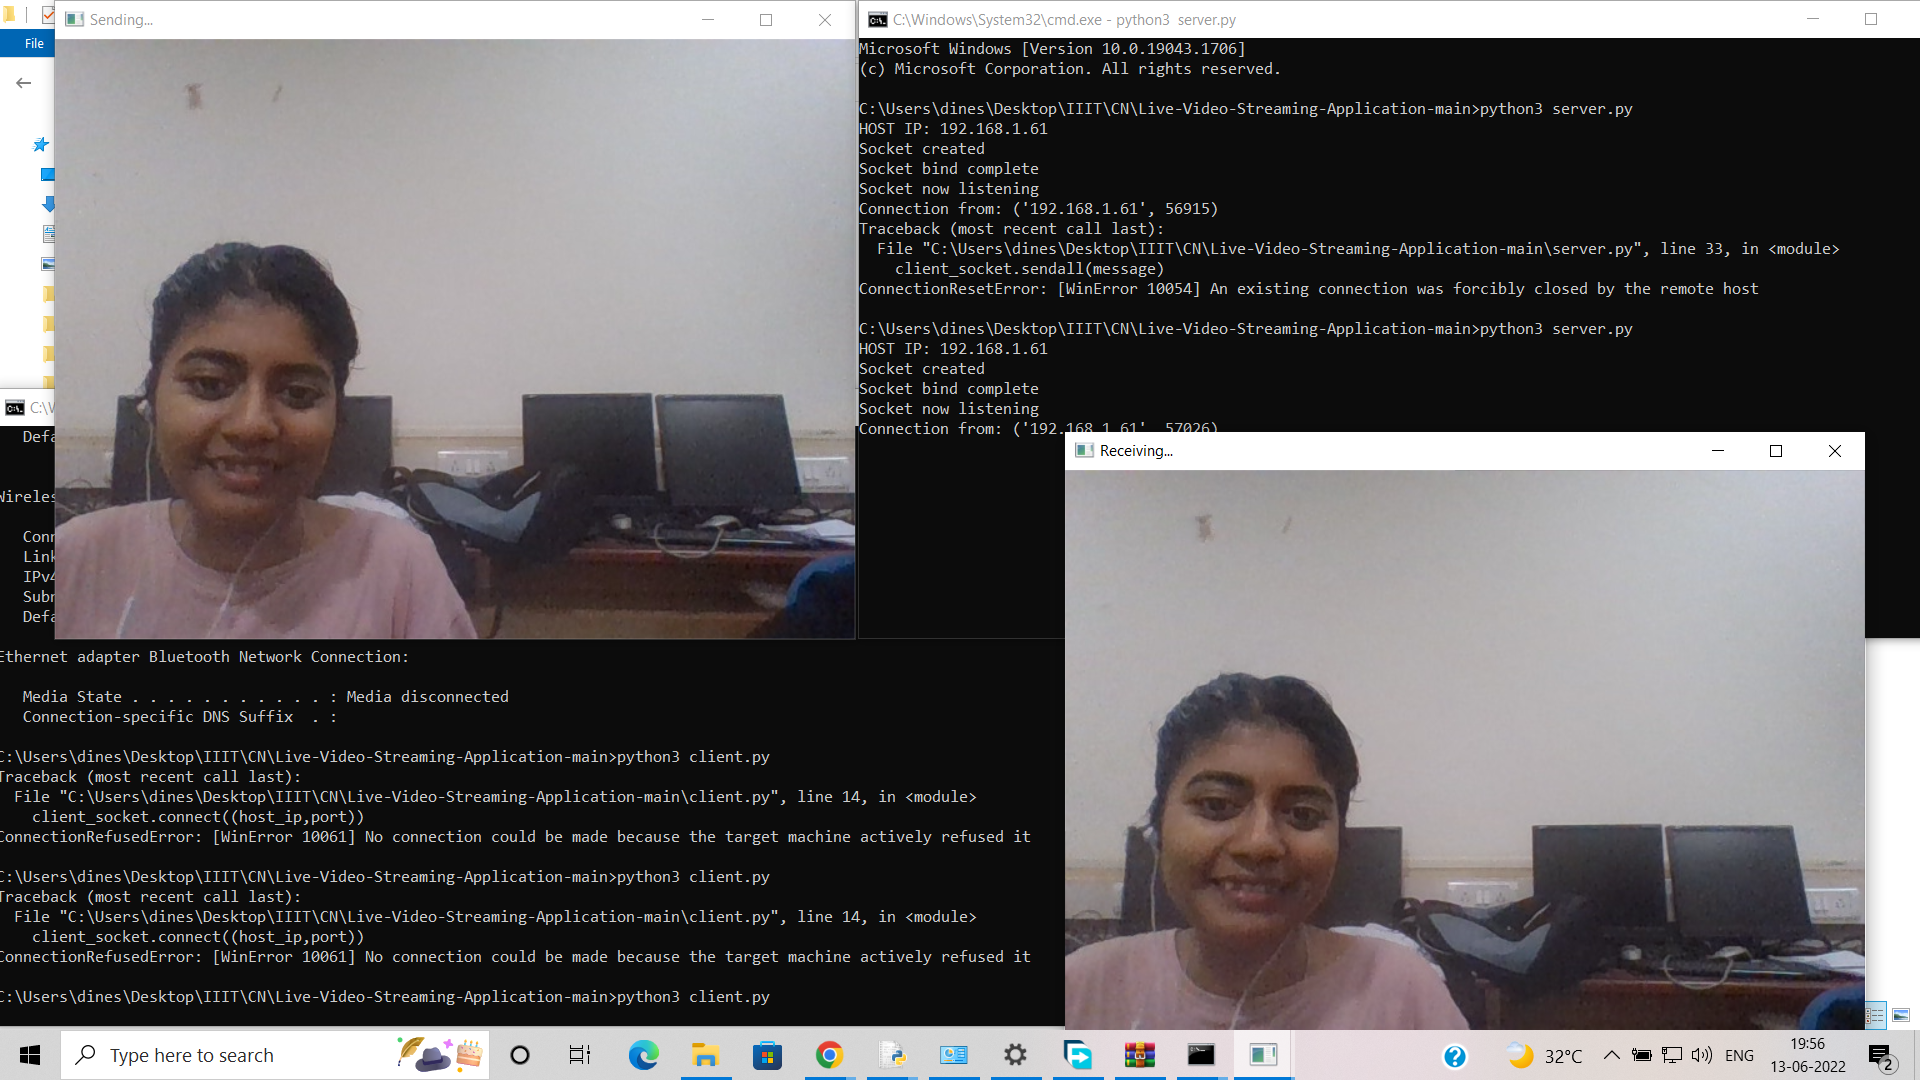 File
Sending...
C:\Windows\System32\cmd.exe - python3  server.py
Microsoft Windows [Version 10.0.19043.1706]
(c) Microsoft Corporation. All rights reserved.
C:\Users\dines\Desktop\IIIT\CN\Live-Video-Streaming-Application-main>python3 server.py
HOST IP: 192.168.1.61
Socket created
Socket bind complete
Socket now listening
Connection from: ('192.168.1.61', 56915)
Traceback (most recent call last):
File "C:\Users\dines\Desktop\IIIT\CN\Live-Video-Streaming-Application-main\server.py", line 33, in <module>
client_socket.sendall(message)
ConnectionResetError: [WinError 10054] An existing connection was forcibly closed by the remote host
C:\Users\dines\Desktop\IIIT\CN\Live-Video-Streaming-Application-main>python3 server.py
HOST IP: 192.168.1.61
Socket created
Socket bind complete
Socket now listening
Connection from: ('192.168.1.61', 57026)
Receiving...
C:\W
Defa
Wireles
Conn
Link
IPv4
Subn
Defa
Ethernet adapter Bluetooth Network Connection:
Media State . . . . . . . . . . . : Media disconnected
Connection-specific DNS Suffix  . :
C:\Users\dines\Desktop\IIIT\CN\Live-Video-Streaming-Application-main>python3 client.py
Traceback (most recent call last):
File "C:\Users\dines\Desktop\IIIT\CN\Live-Video-Streaming-Application-main\client.py", line 14, in <module>
client_socket.connect((host_ip,port))
ConnectionRefusedError: [WinError 10061] No connection could be made because the target machine actively refused it
C:\Users\dines\Desktop\IIIT\CN\Live-Video-Streaming-Application-main>python3 client.py
Traceback (most recent call last):
File "C:\Users\dines\Desktop\IIIT\CN\Live-Video-Streaming-Application-main\client.py", line 14, in <module>
client_socket.connect((host_ip,port))
ConnectionRefusedError: [WinError 10061] No connection could be made because the target machine actively refused it
C:\Users\dines\Desktop\IIIT\CN\Live-Video-Streaming-Application-main>python3 client.py
Type here to search
32°C
ENG
19:56
13-06-2022
2